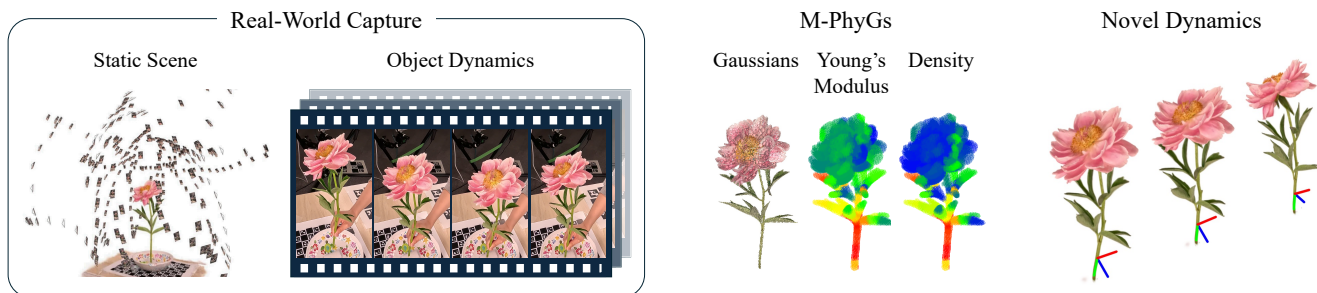 Real-World Capture
Static Scene
Object Dynamics
M-PhyGs
Gaussians
Young's
Modulus
Density
Novel Dynamics